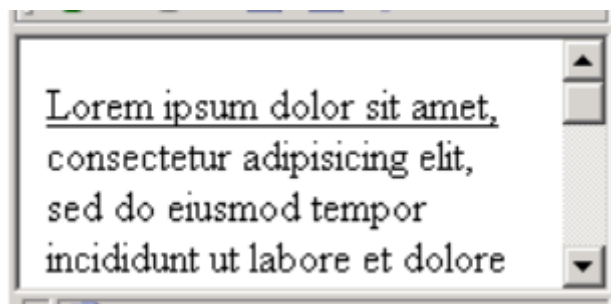 Lorem ipsum dolor sit amet,
consectetur adipisicing elit,
sed do eiusmod tempor
incididunt ut labore et dolore